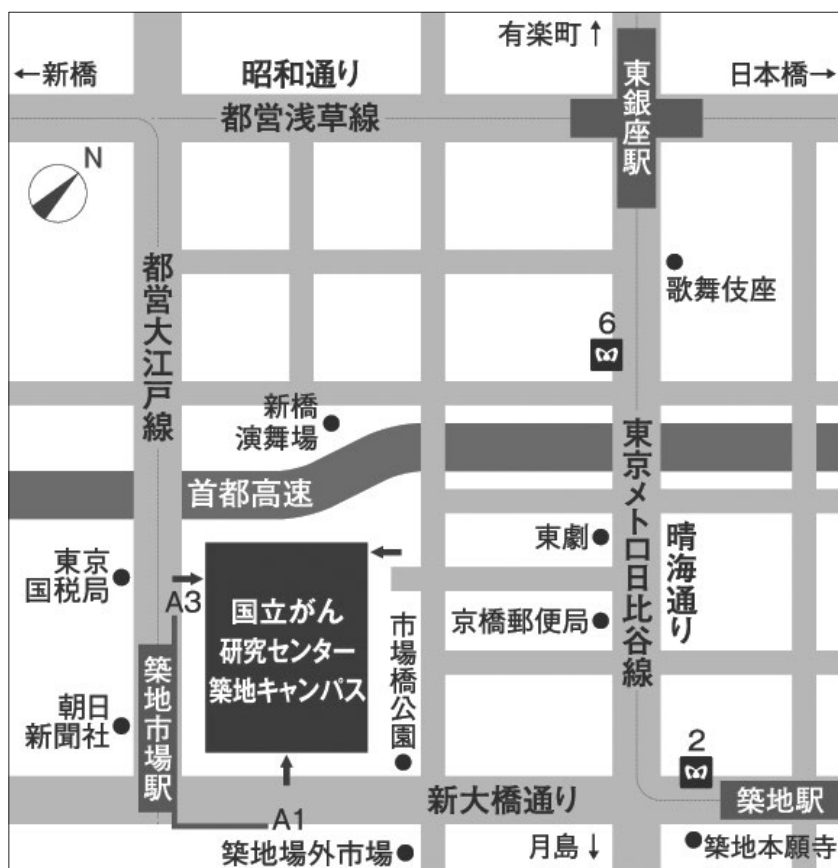 有楽町↑
←新橋
昭和通り
日本橋→
都営浅草線
東銀座駅
N
都営大江戸線
歌舞伎座
6
新橋
演舞場
首都高速
東京メトロ日比谷線
晴海通り
東劇
東京
国税局
A3
国立がん
研究センター
築地キャンパス
市場橋公園
京橋郵便局
築地市場駅
朝日
新聞社
2
新大橋通り
築地駅
A1
築地場外市場
月島↓
築地本願寺